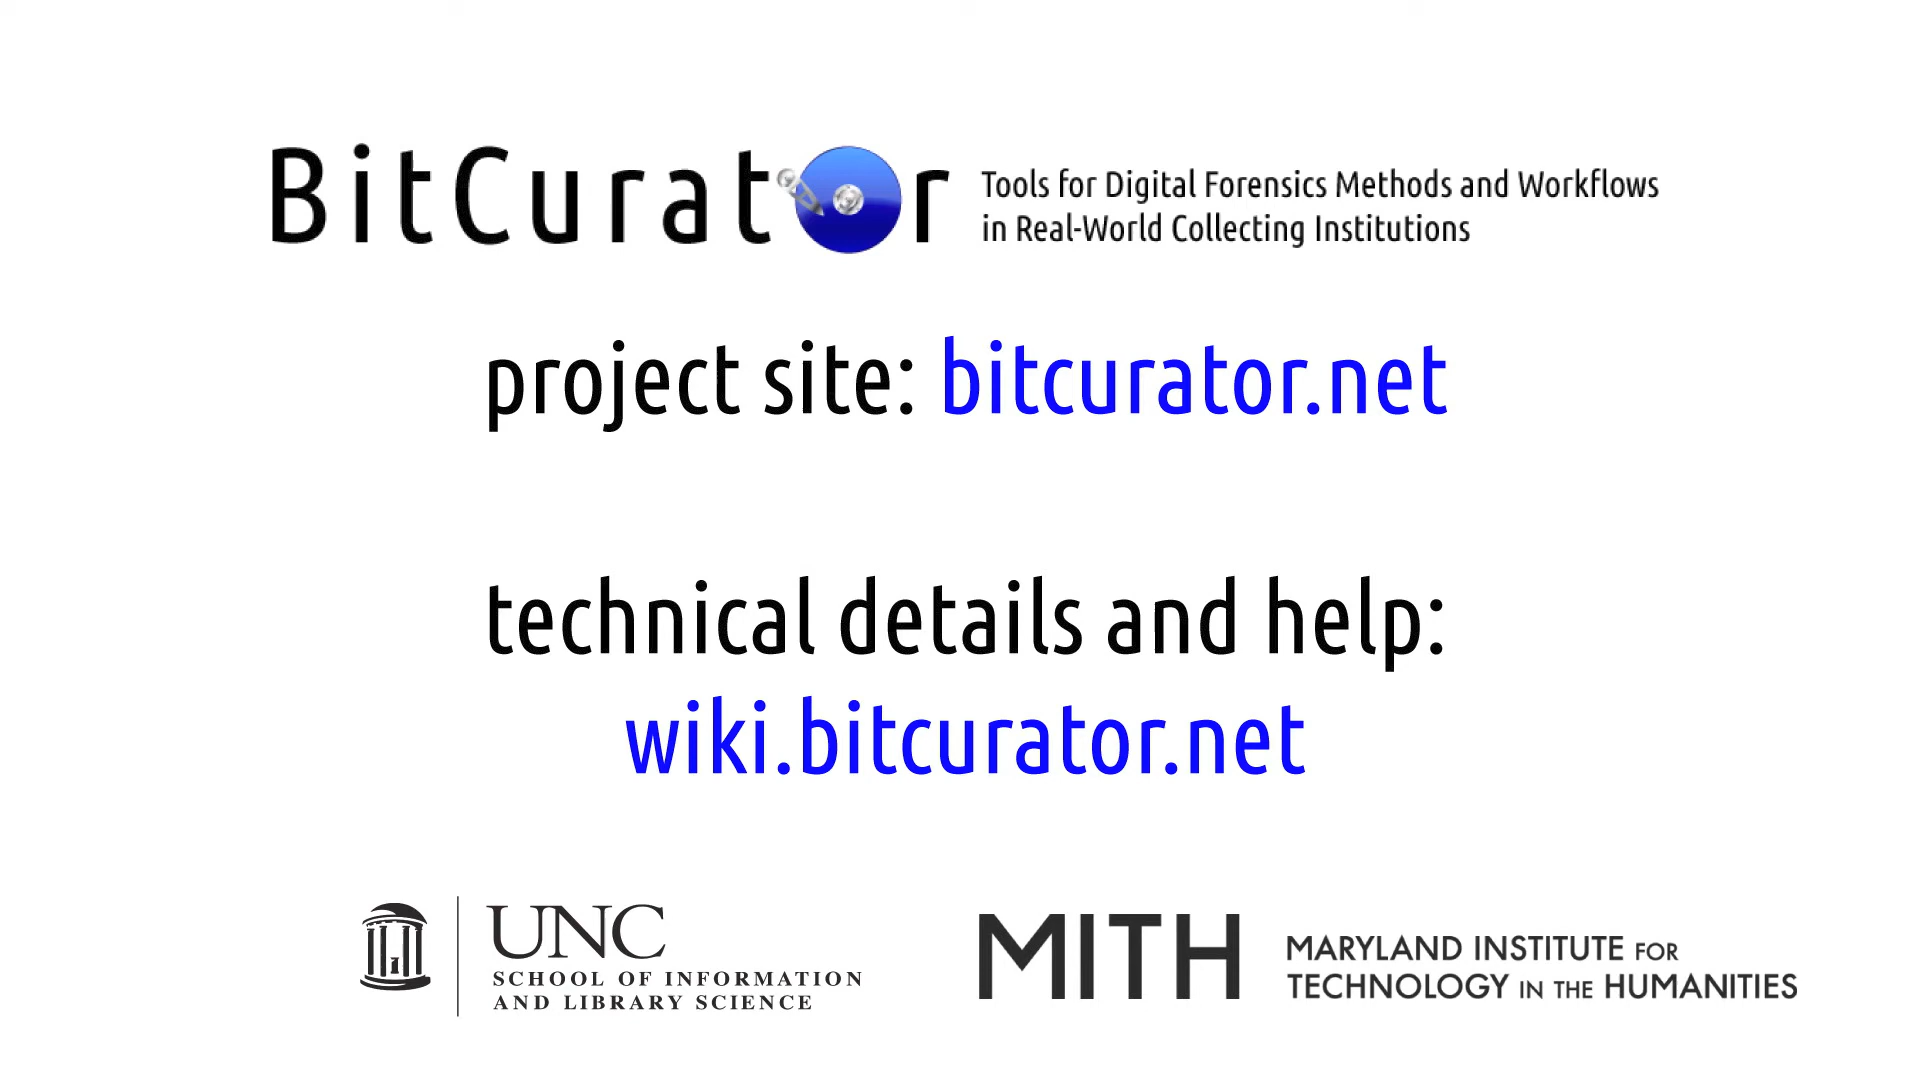 BitCurator
Tools for Digital Forensics Methods and Workflows
in Real-World Collecting Institutions
project site: bitcurator.net
technical details and help:
wiki.bitcurator.net
UNC
SCHOOL OF INFORMATION
AND LIBRARY SCIENCE
MITH
MARYLAND INSTITUTE FOR
TECHNOLOGY IN THE HUMANITIES